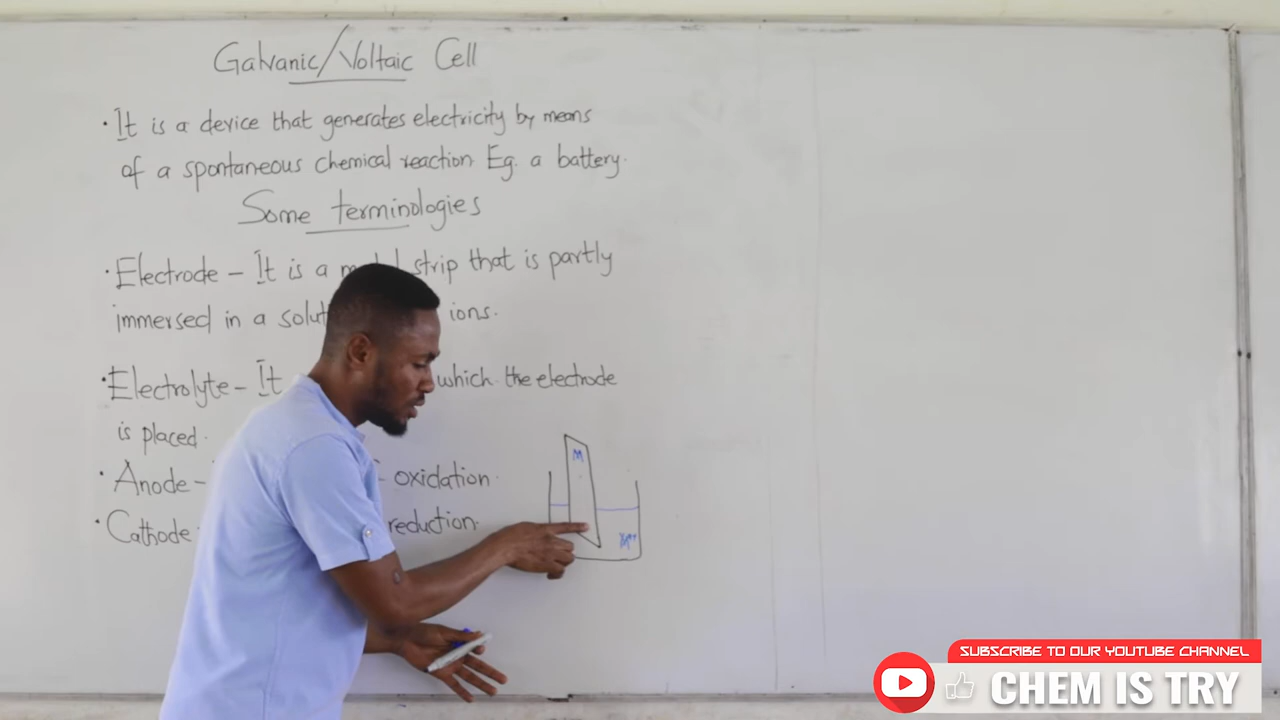 Galvanic/Voltaic Cell
• It is a device that generates electricity by means
of a spontaneous chemical reaction. Eg. a battery.
Some terminologies
• Electrode – It is a strip that is partly
immersed in a ions.
• Electrolyte – It which the electrode
is placed.
• Anode – oxidation.
• Cathode reduction.
M
SUBSCRIBE TO OUR YOUTUBE CHANNEL
CHEM IS TRY